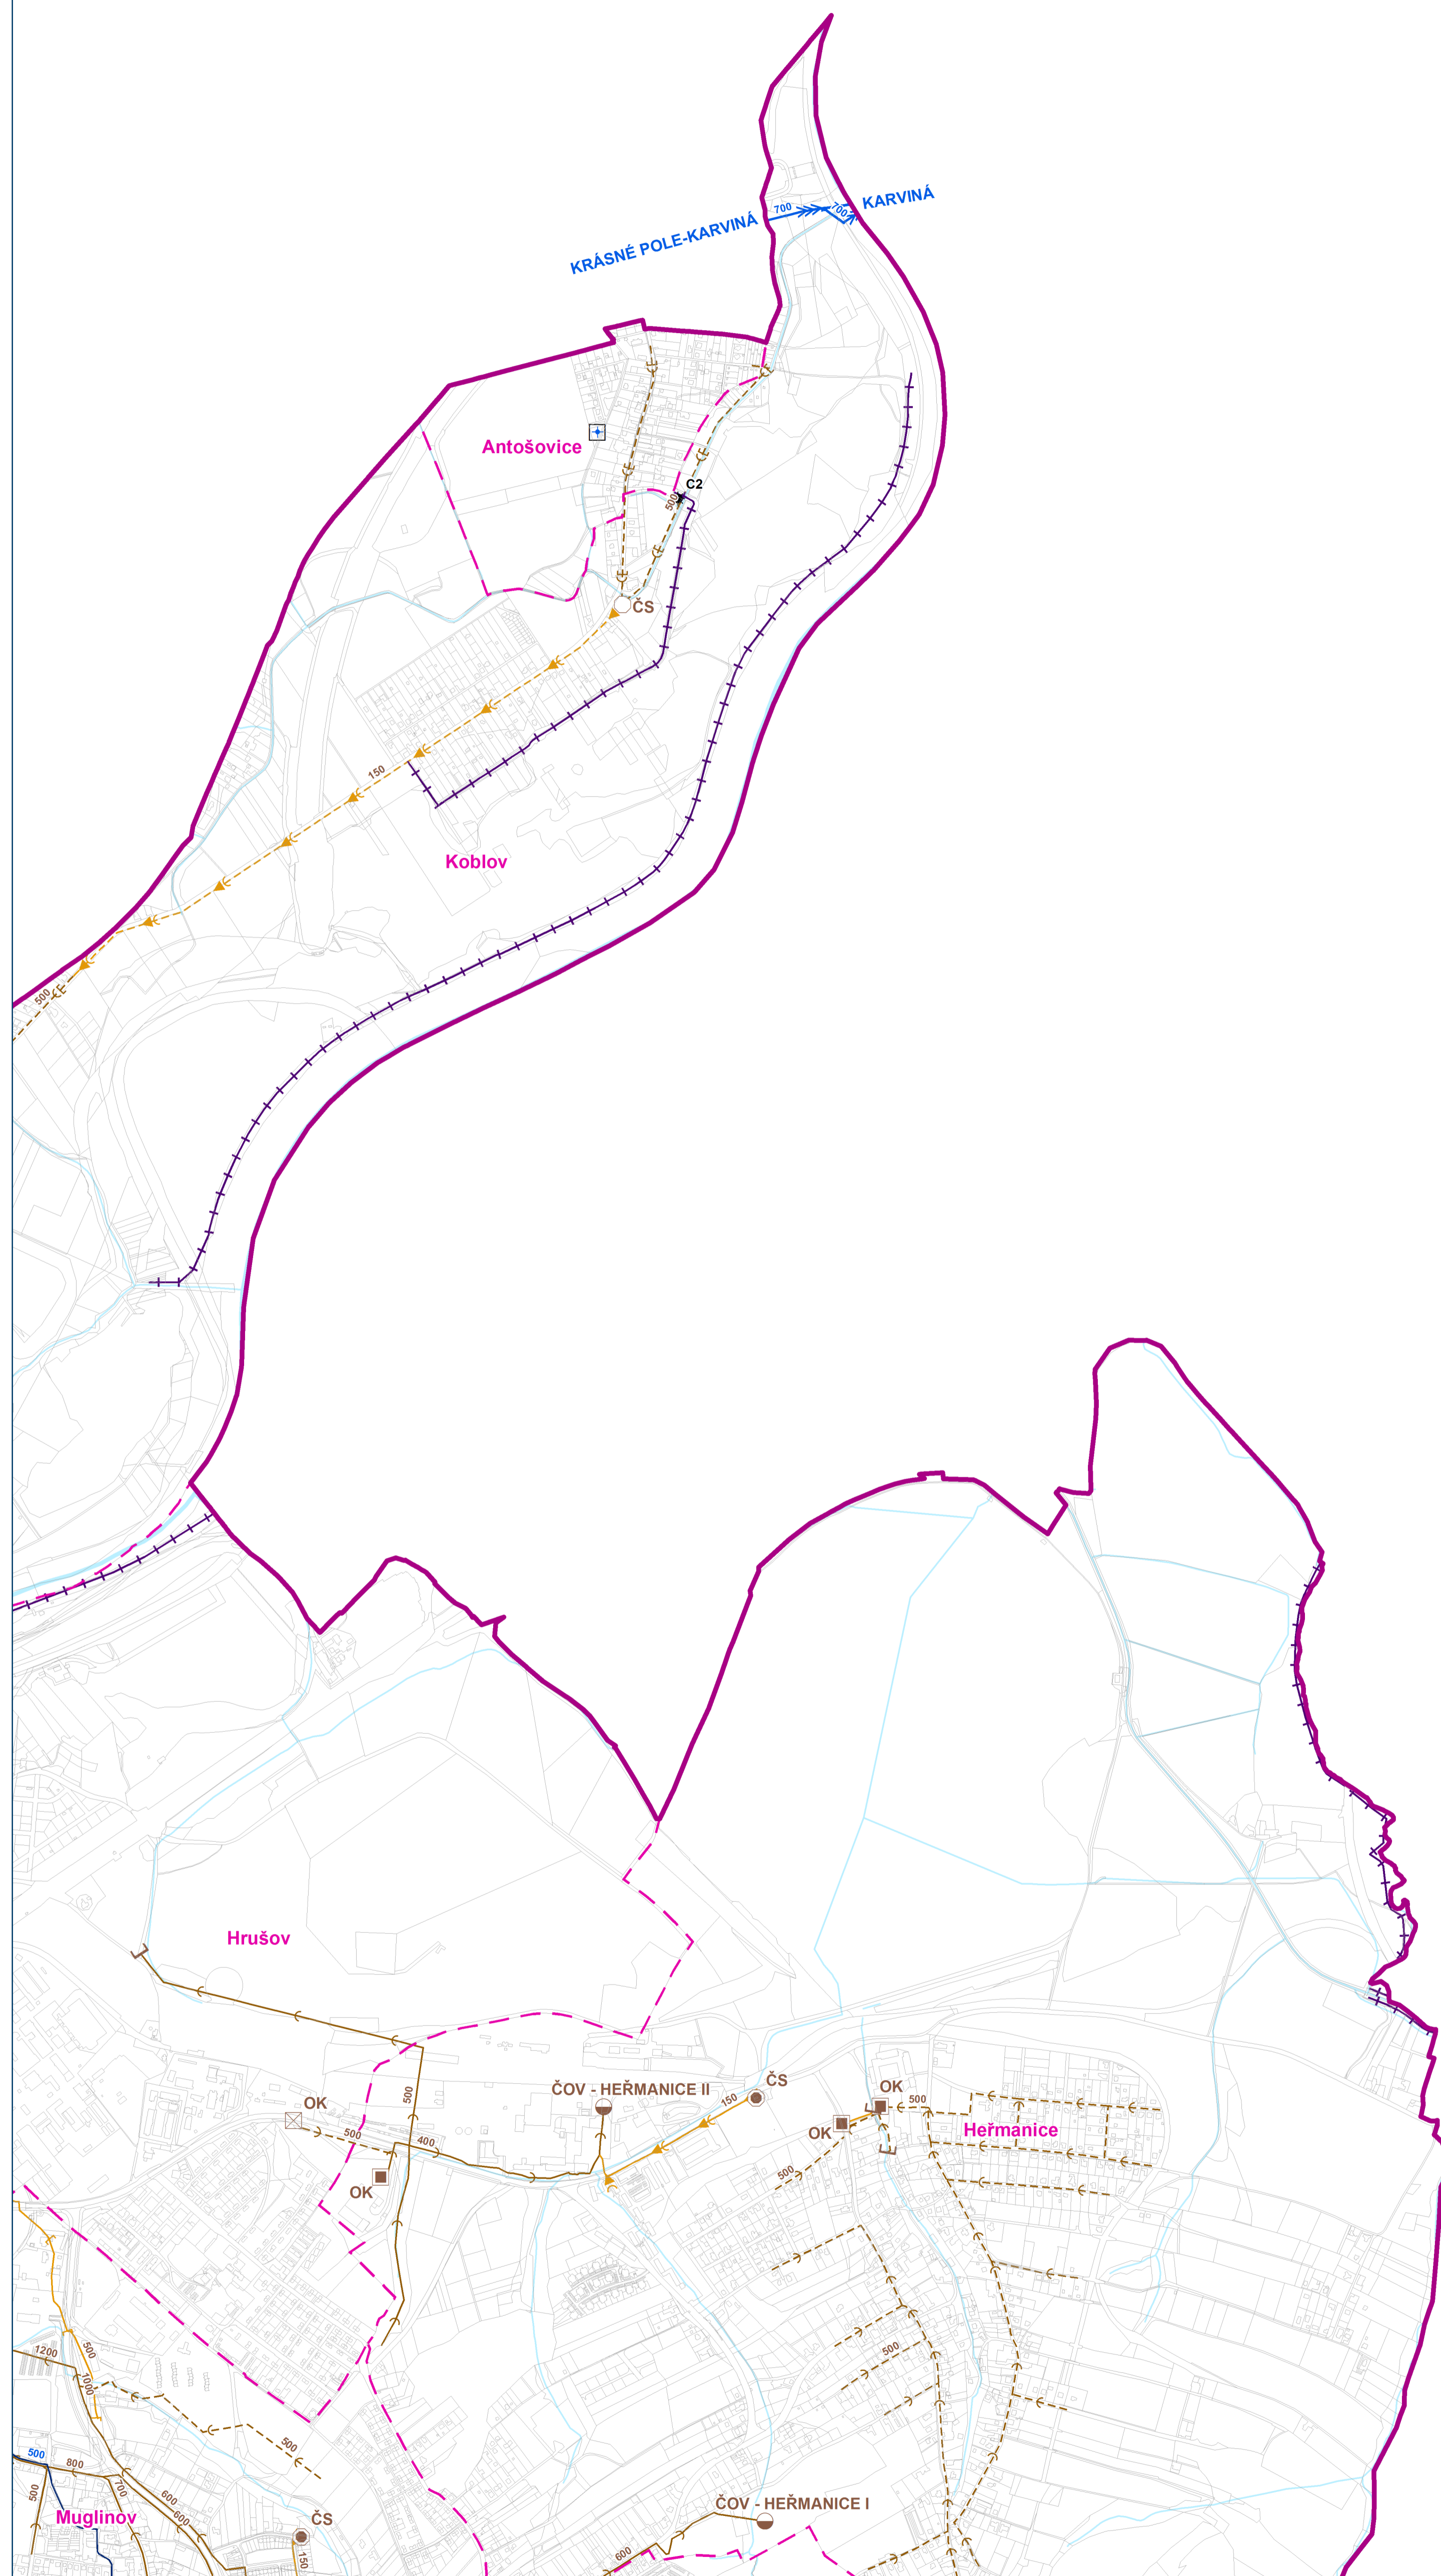 KARVINÁ
700
700
KRÁSNÉ POLE-KARVINÁ
Antošovice
C2
500
ČS
150
Koblov
500
Hrušov
ČOV - HEŘMANICE II
ČS
150
OK
500
500
OK
500
400
OK
Heřmanice
500
OK
500
1200
500
1000
500
500
800
700
600
600
500
Muglinov
ČS
150
ČOV - HEŘMANICE I
600